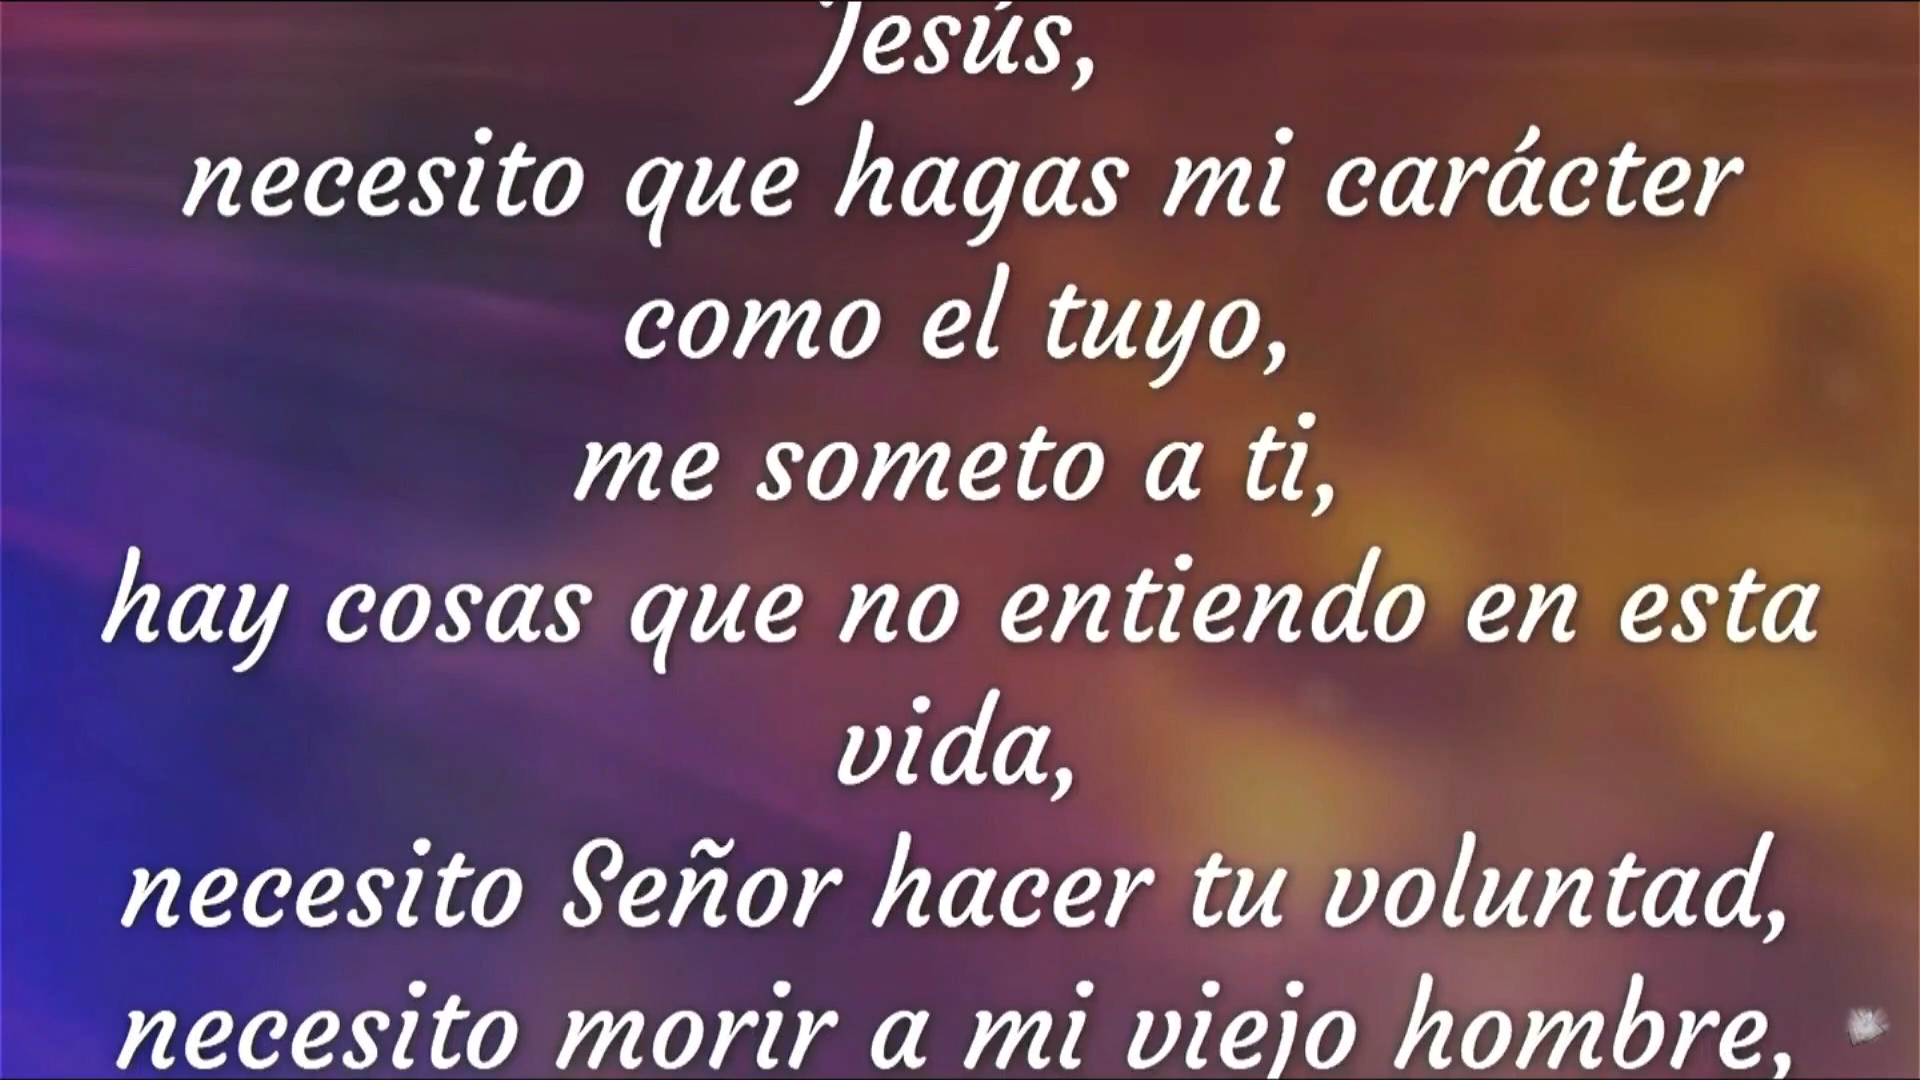 Jesús,
necesito que hagas mi carácter
como el tuyo,
me someto a ti,
hay cosas que no entiendo en esta
vida,
necesito Señor hacer tu voluntad,
necesito morir a mi viejo hombre,